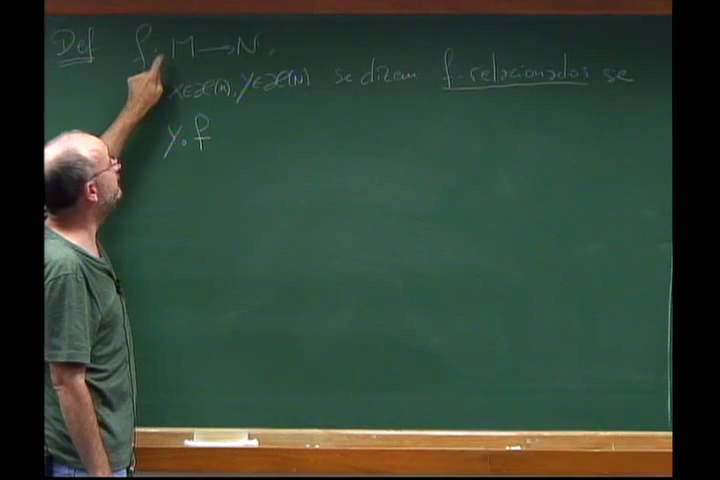 Def f: M → N,
X ∈ 𝔛(M), Y ∈ 𝔛(N) se dizem f-relacionados se
Y∘f